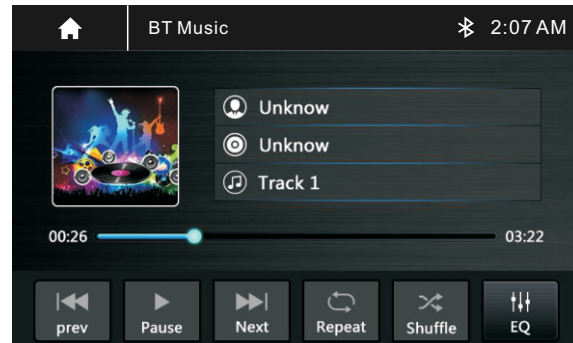 BT Music 2:07 AM
Unknow
Unknow
Track 1
00:26 03:22
prev Pause Next Repeat Shuffle EQ